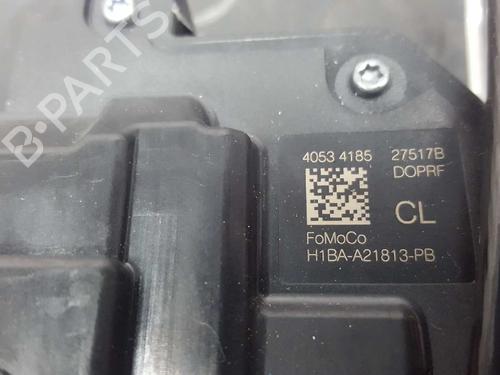 B-PARTS
4053 4185 27517B
DOPRF
CL
FoMoCo
H1BA-A21813-PB